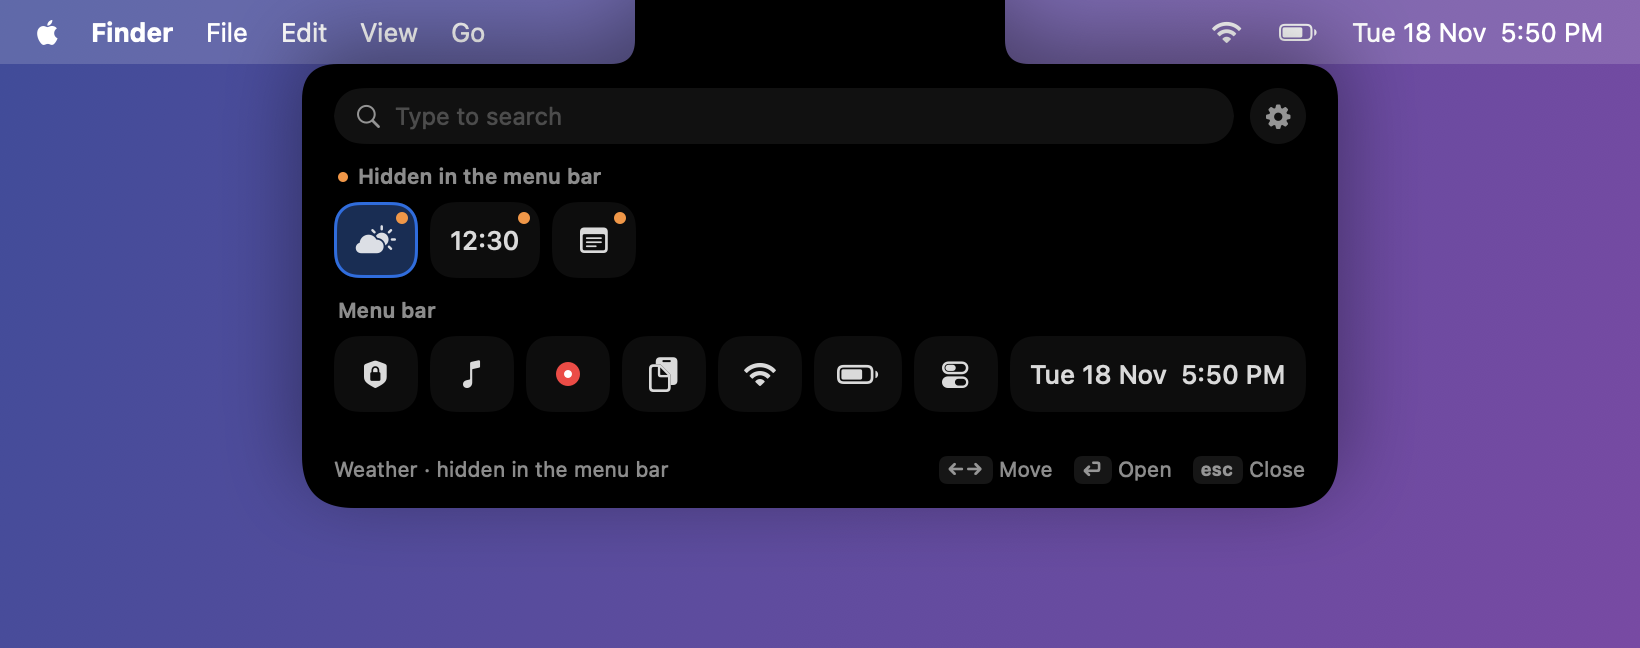 Finder File Edit View Go Tue 18 Nov 5:50 PM
Type to search
Hidden in the menu bar
12:30
Menu bar
Tue 18 Nov 5:50 PM
Weather · hidden in the menu bar Move Open esc Close